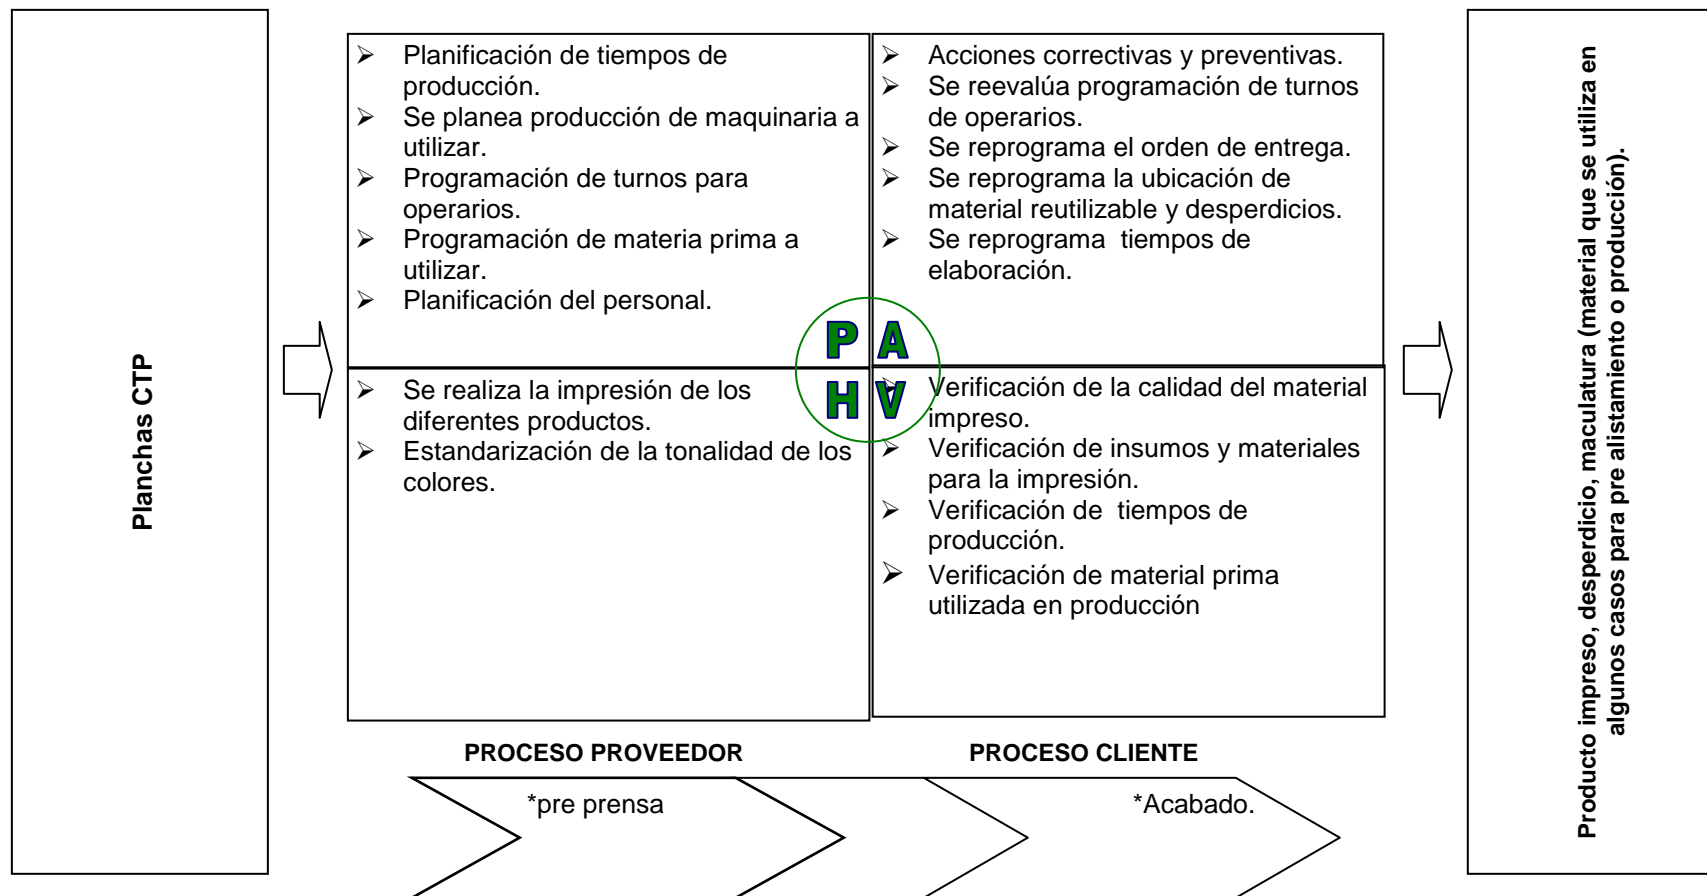 Planchas CTP
Planificación de tiempos de
producción.
Se planea producción de maquinaria a
utilizar.
Programación de turnos para
operarios.
Programación de materia prima a
utilizar.
Planificación del personal.
Acciones correctivas y preventivas.
Se reevalúa programación de turnos
de operarios.
Se reprograma el orden de entrega.
Se reprograma la ubicación de
material reutilizable y desperdicios.
Se reprograma  tiempos de
elaboración.
P A
H V
Se realiza la impresión de los
diferentes productos.
Estandarización de la tonalidad de los
colores.
Verificación de la calidad del material
impreso.
Verificación de insumos y materiales
para la impresión.
Verificación de  tiempos de
producción.
Verificación de material prima
utilizada en producción
PROCESO PROVEEDOR
PROCESO CLIENTE
*pre prensa
*Acabado.
Producto impreso, desperdicio, maculatura (material que se utiliza en
algunos casos para pre alistamiento o producción).